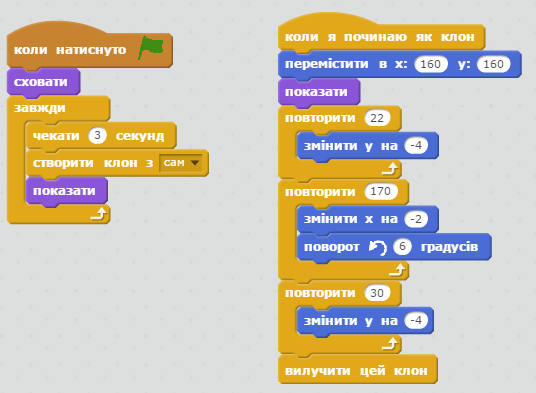 коли натиснуто
сховати
завжди
чекати 3 секунд
створити клон з сам
показати
коли я починаю як клон
перемістити в x: 160 y: 160
показати
повторити 22
змінити y на -4
повторити 170
змінити x на -2
поворот 6 градусів
повторити 30
змінити y на -4
вилучити цей клон